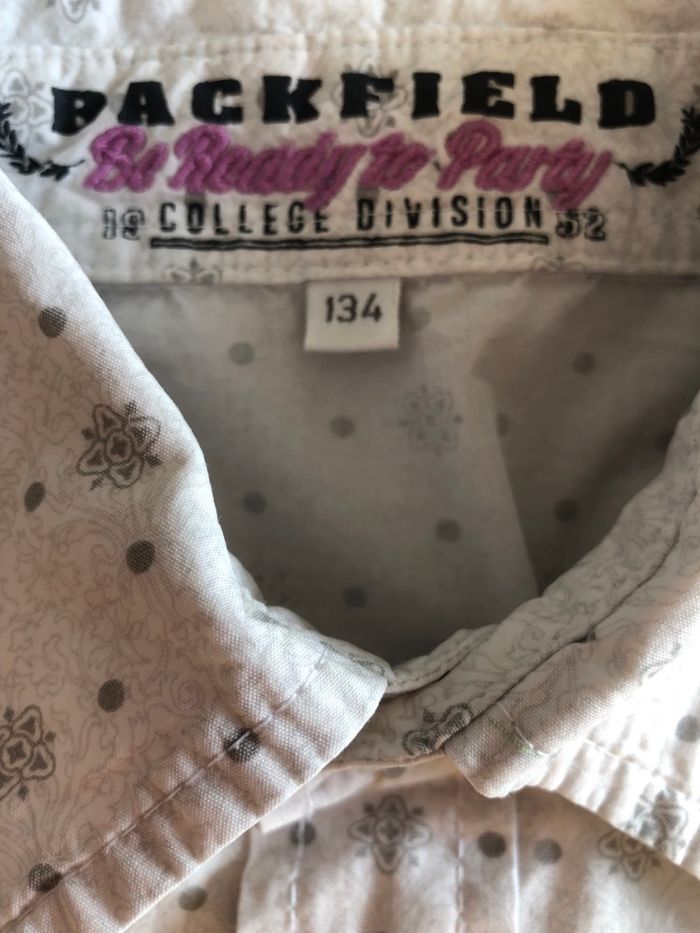 BACKFIELD
Be Ready to Party
19 COLLEGE DIVISION 52
134